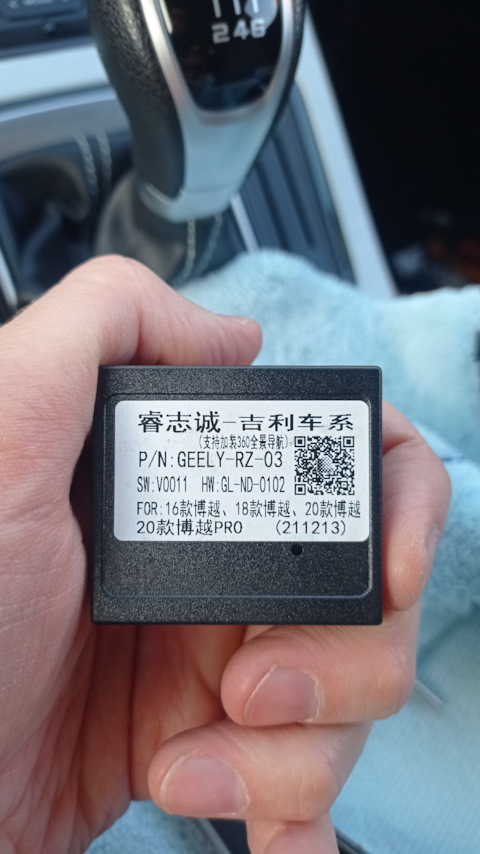 246
睿志诚-吉利车系
(支持加装360全景导航)
P/N:GEELY-RZ-03
SW:V0011 HW:GL-ND-0102
FOR:16款博越、18款博越、20款博越
20款博越PRO (211213)